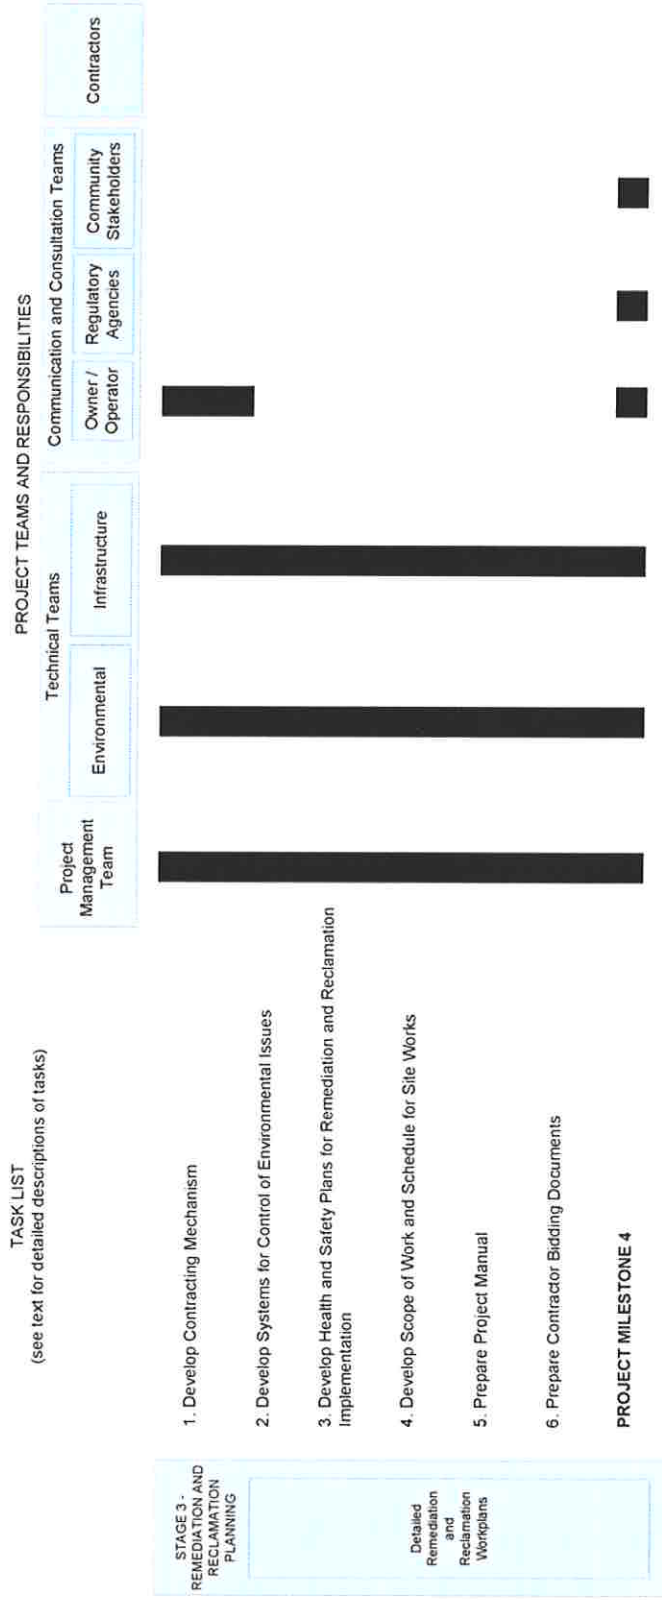 PROJECT TEAMS AND RESPONSIBILITIES
TASK LIST
(see text for detailed descriptions of tasks)
Project
Management
Team
Technical Teams
Environmental
Infrastructure
Communication and Consultation Teams
Owner /
Operator
Regulatory
Agencies
Community
Stakeholders
Contractors
STAGE 3 -
REMEDIATION AND
RECLAMATION
PLANNING
Detailed
Remediation
and
Reclamation
Workplans
1. Develop Contracting Mechanism
2. Develop Systems for Control of Environmental Issues
3. Develop Health and Safety Plans for Remediation and Reclamation
Implementation
4. Develop Scope of Work and Schedule for Site Works
5. Prepare Project Manual
6. Prepare Contractor Bidding Documents
PROJECT MILESTONE 4